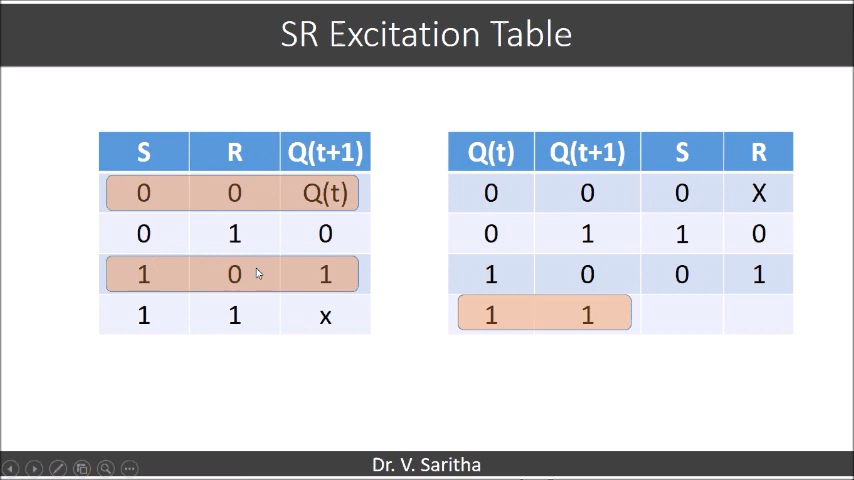 SR Excitation Table
S R Q(t+1)
0 0 Q(t)
0 1 0
1 0 1
1 1 x
Q(t) Q(t+1) S R
0 0 0 X
0 1 1 0
1 0 0 1
1 1
Dr. V. Saritha